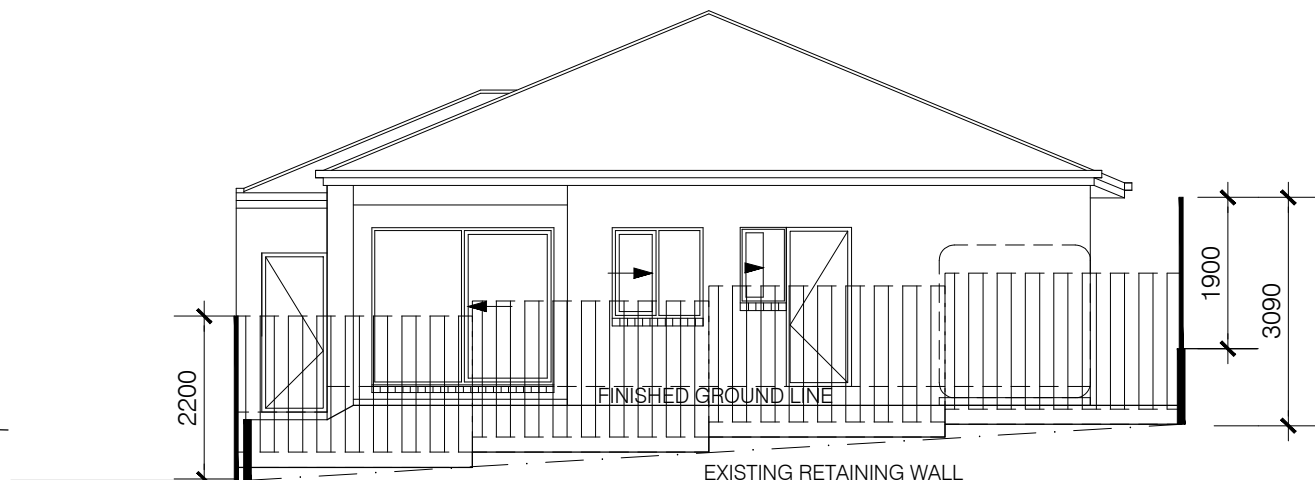 1900
3090
2200
FINISHED GROUND LINE
EXISTING RETAINING WALL